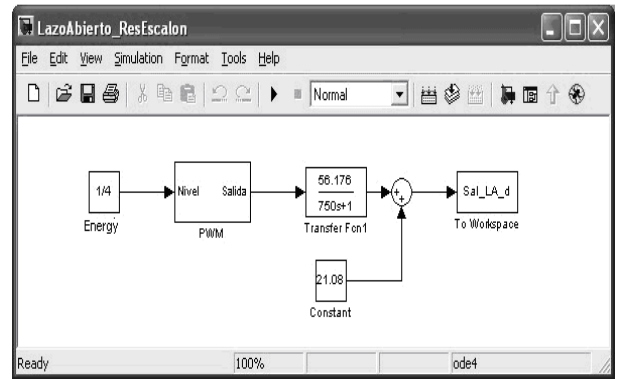 LazoAbierto_ResEscalon
File Edit View Simulation Format Tools Help
Normal
1/4
Energy
Nivel Salida
PWM
56.176
750s+1
Transfer Fcn1
+
+
Sal_LA_d
To Workspace
21.08
Constant
Ready 100% ode4